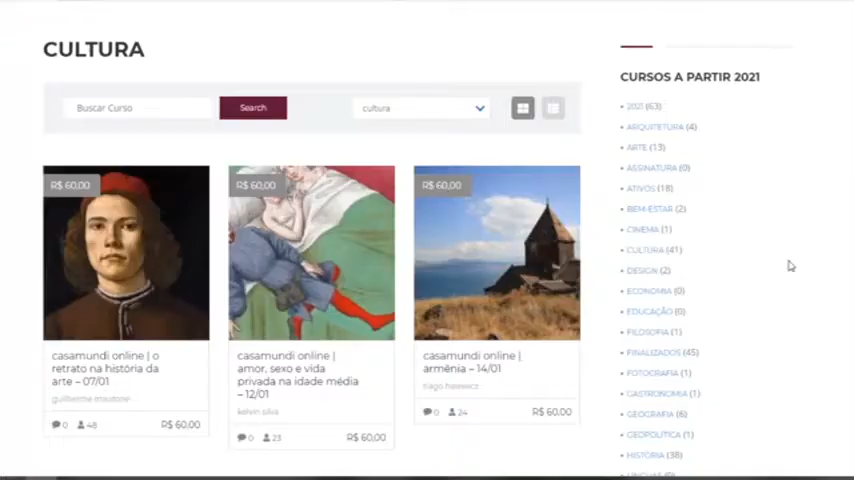 CULTURA
Buscar Curso
Search
cultura
R$ 60,00
casamundi online | o
retrato na história da
arte – 07/01
0
48
R$ 60,00
R$ 60,00
casamundi online |
amor, sexo e vida
privada na idade média
– 12/01
kelvin silva
0
23
R$ 60,00
R$ 60,00
casamundi online |
armênia – 14/01
0
24
R$ 60,00
CURSOS A PARTIR 2021
2021 (63)
ARQUITETURA (4)
ARTE (13)
ASSINATURA (0)
ATIVOS (18)
BEM-ESTAR (2)
CINEMA (1)
CULTURA (41)
DESIGN (2)
ECONOMIA (0)
EDUCAÇÃO (0)
FILOSOFIA (1)
FINALIZADOS (45)
FOTOGRAFIA (1)
GASTRONOMIA (1)
GEOGRAFIA (6)
GEOPOLÍTICA (1)
HISTÓRIA (38)